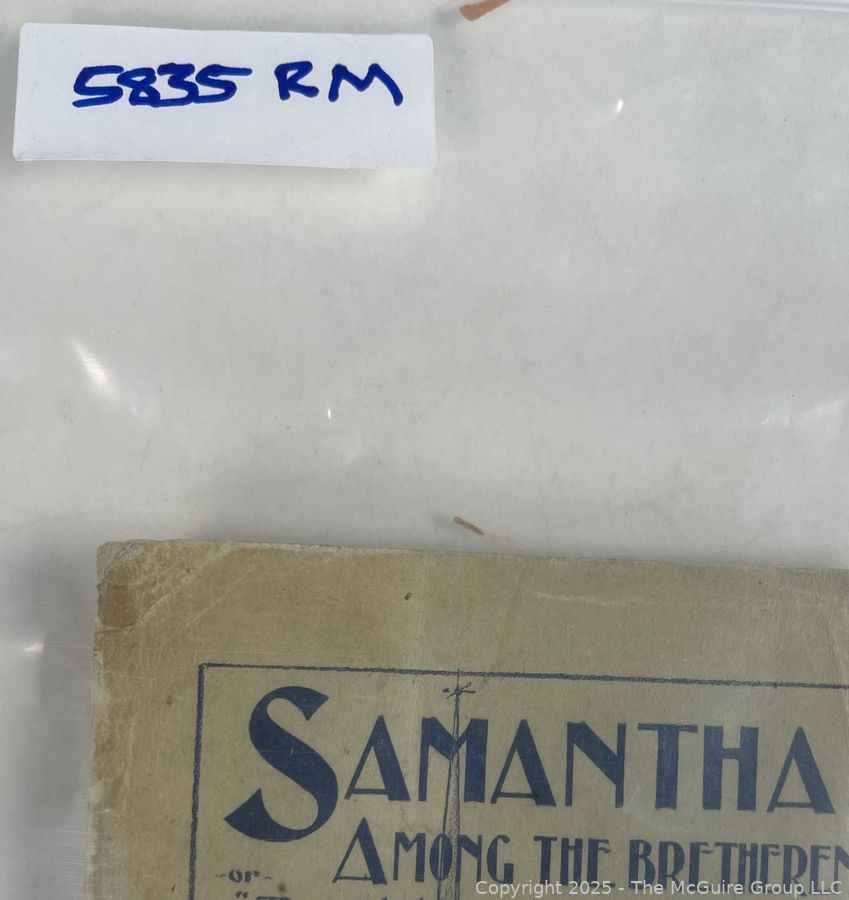 5835 RM
SAMANTHA
AMONG THE BRETHEREN
-OR-
Copyright 2025 - The McGuire Group LLC